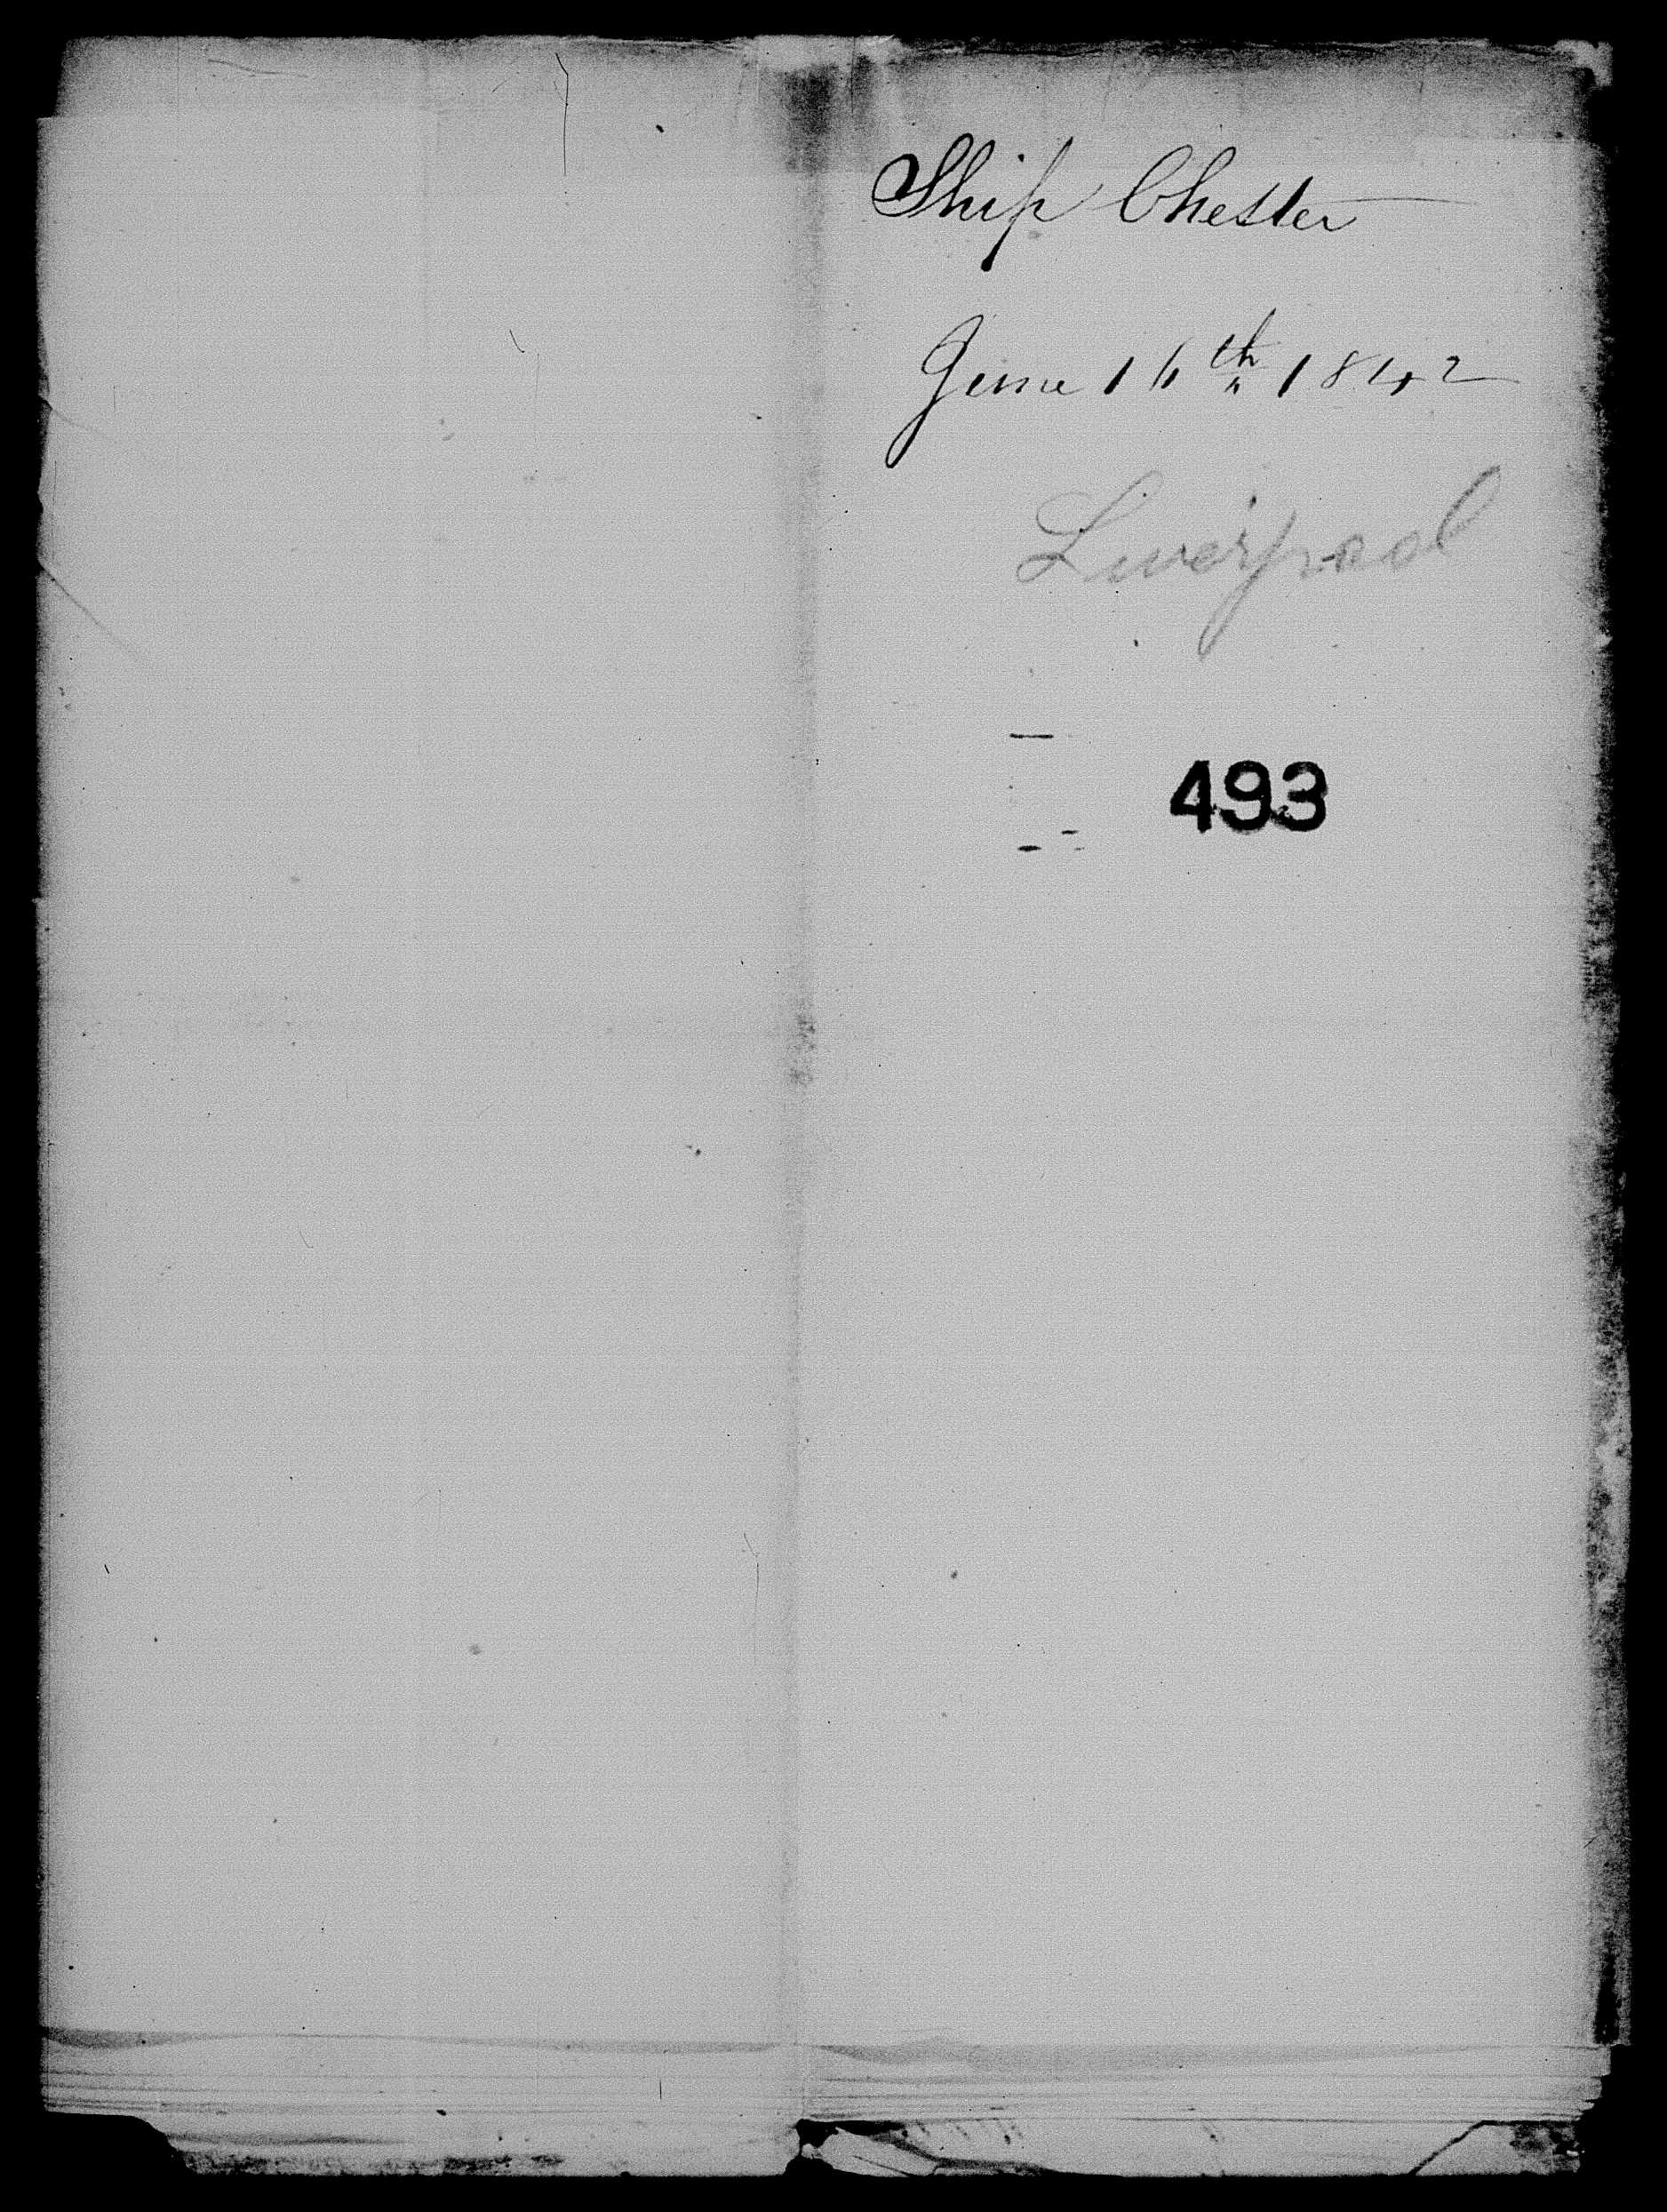 Ship Chester
June 16th 1842
Liverpool
493